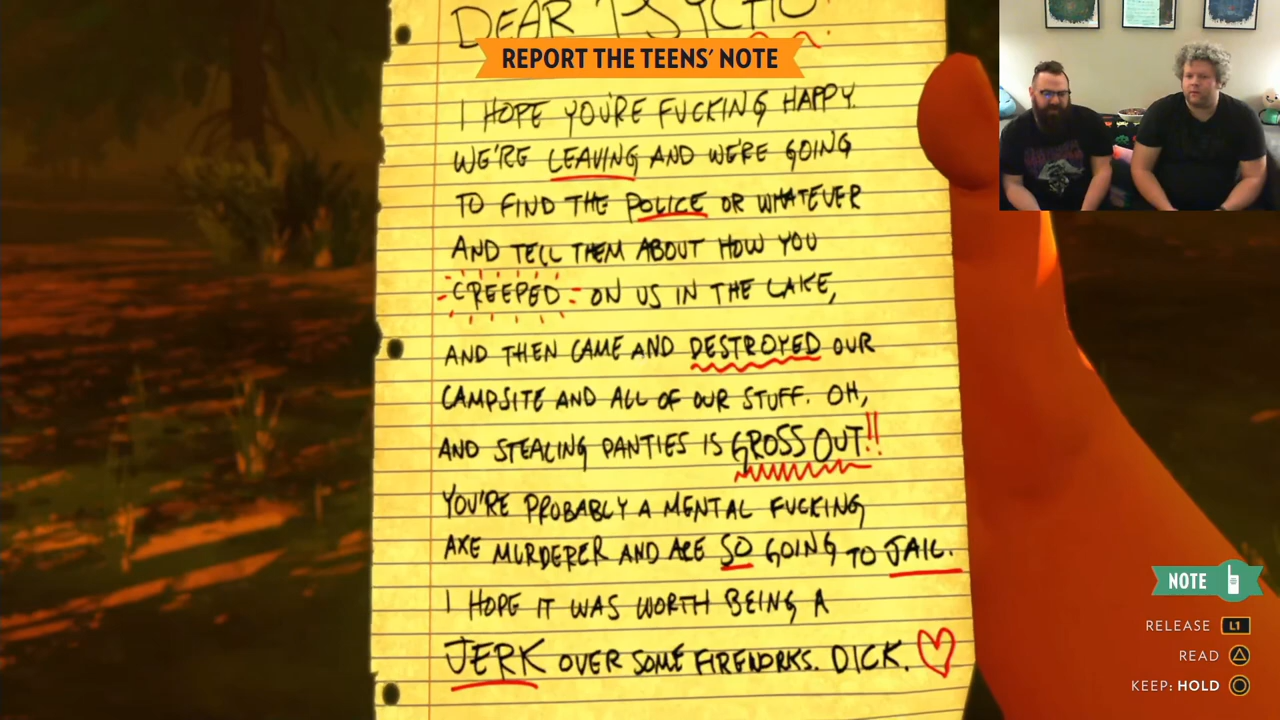 DEAR PSYCHO
REPORT THE TEENS' NOTE
I HOPE YOU'RE FUCKING HAPPY.
WE'RE LEAVING AND WE'RE GOING
TO FIND THE POLICE OR WHATEVER
AND TELL THEM ABOUT HOW YOU
CREEPED ON US IN THE LAKE,
AND THEN CAME AND DESTROYED OUR
CAMPSITE AND ALL OF OUR STUFF. OH,
AND STEALING PANTIES IS GROSS OUT!!
YOU'RE PROBABLY A MENTAL FUCKING
AXE MURDERER AND ARE SO GOING TO JAIL.
I HOPE IT WAS WORTH BEING A
JERK OVER SOME FIREWORKS. DICK.
NOTE
RELEASE L1
READ
KEEP: HOLD